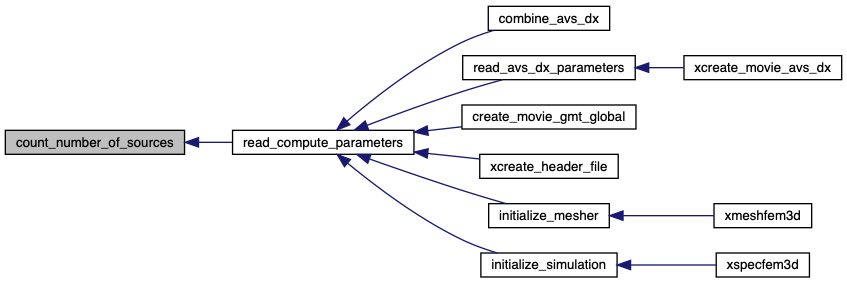 combine_avs_dx
read_avs_dx_parameters
xcreate_movie_avs_dx
create_movie_gmt_global
count_number_of_sources
read_compute_parameters
xcreate_header_file
initialize_mesher
xmeshfem3d
initialize_simulation
xspecfem3d